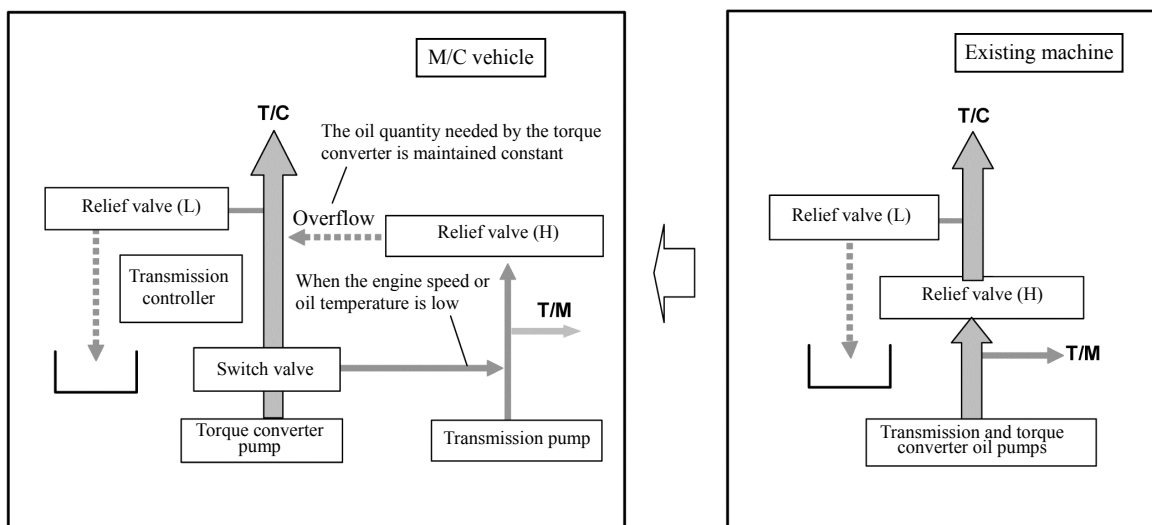 M/C vehicle
T/C
The oil quantity needed by the torque
converter is maintained constant
Relief valve (L)
Overflow
Relief valve (H)
Transmission
controller
When the engine speed or
oil temperature is low
T/M
Switch valve
Torque converter
pump
Transmission pump
Existing machine
T/C
Relief valve (L)
Relief valve (H)
T/M
Transmission and torque
converter oil pumps